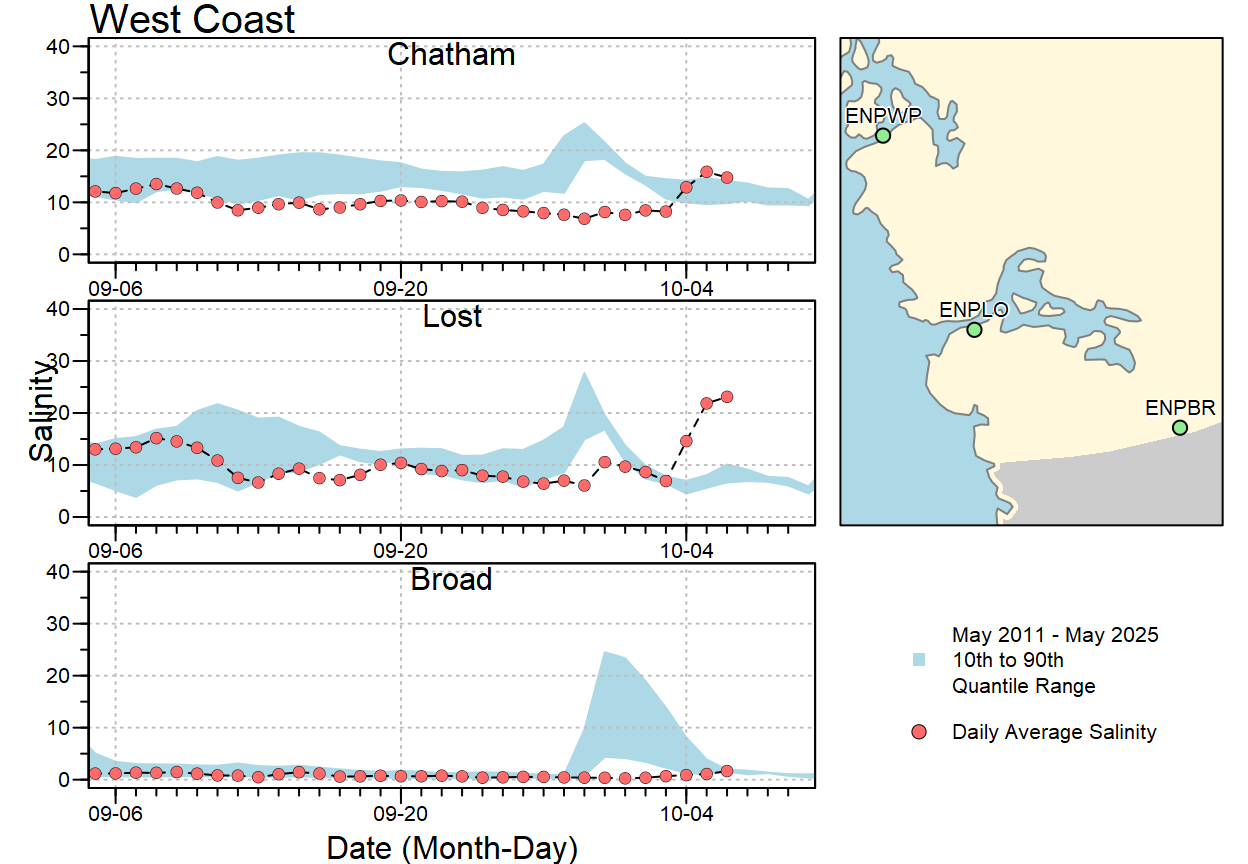 West Coast
Chatham
40
30
20
10
0
09-06 09-20 10-04
Lost
40
30
20
10
0
09-06 09-20 10-04
Broad
40
30
20
10
0
09-06 09-20 10-04
Salinity
Date (Month-Day)
ENPWP
ENPLO
ENPBR
May 2011 - May 2025
10th to 90th
Quantile Range
Daily Average Salinity